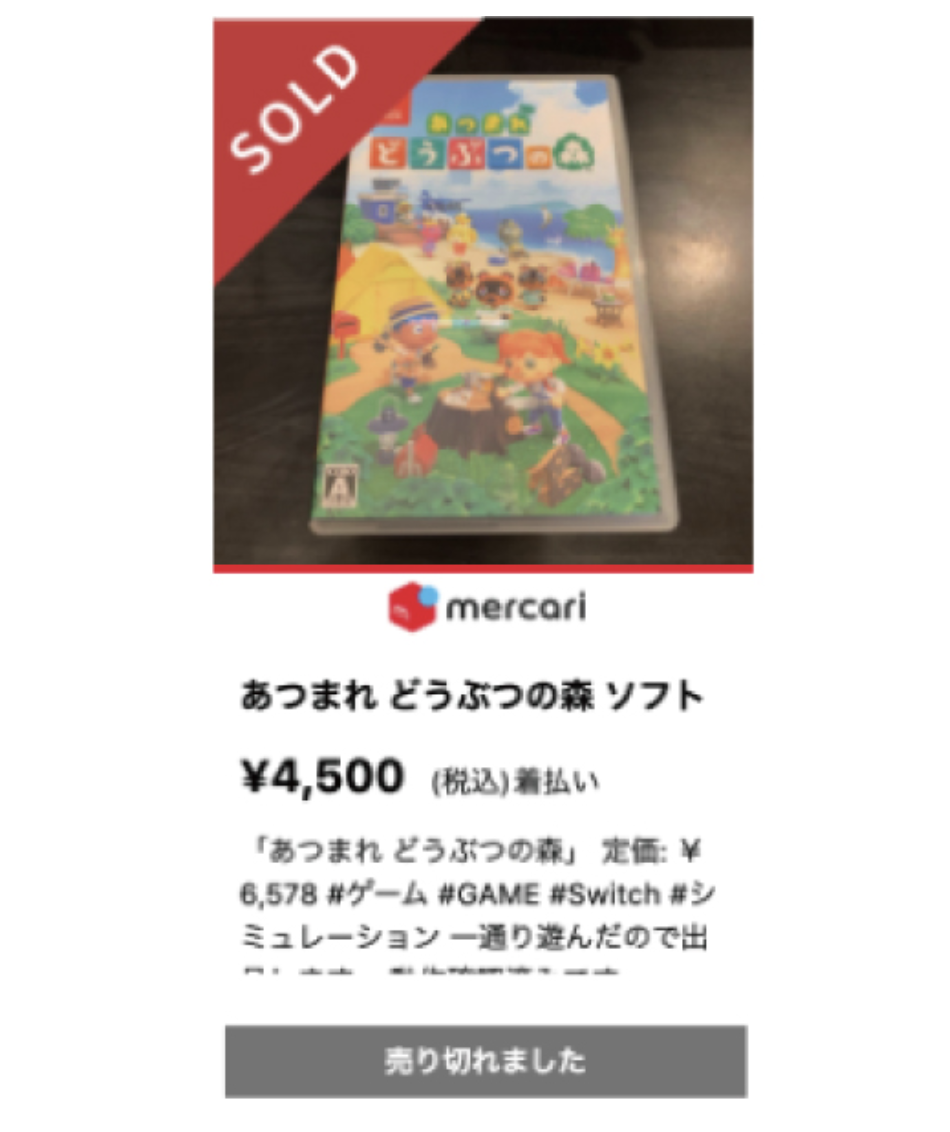 SOLD
あつまれ
どうぶつの森
A
mercari
あつまれ どうぶつの森 ソフト
¥4,500 (税込)着払い
「あつまれ どうぶつの森」 定価: ￥
6,578 #ゲーム #GAME #Switch #シ
ミュレーション 一通り遊んだので出
売り切れました